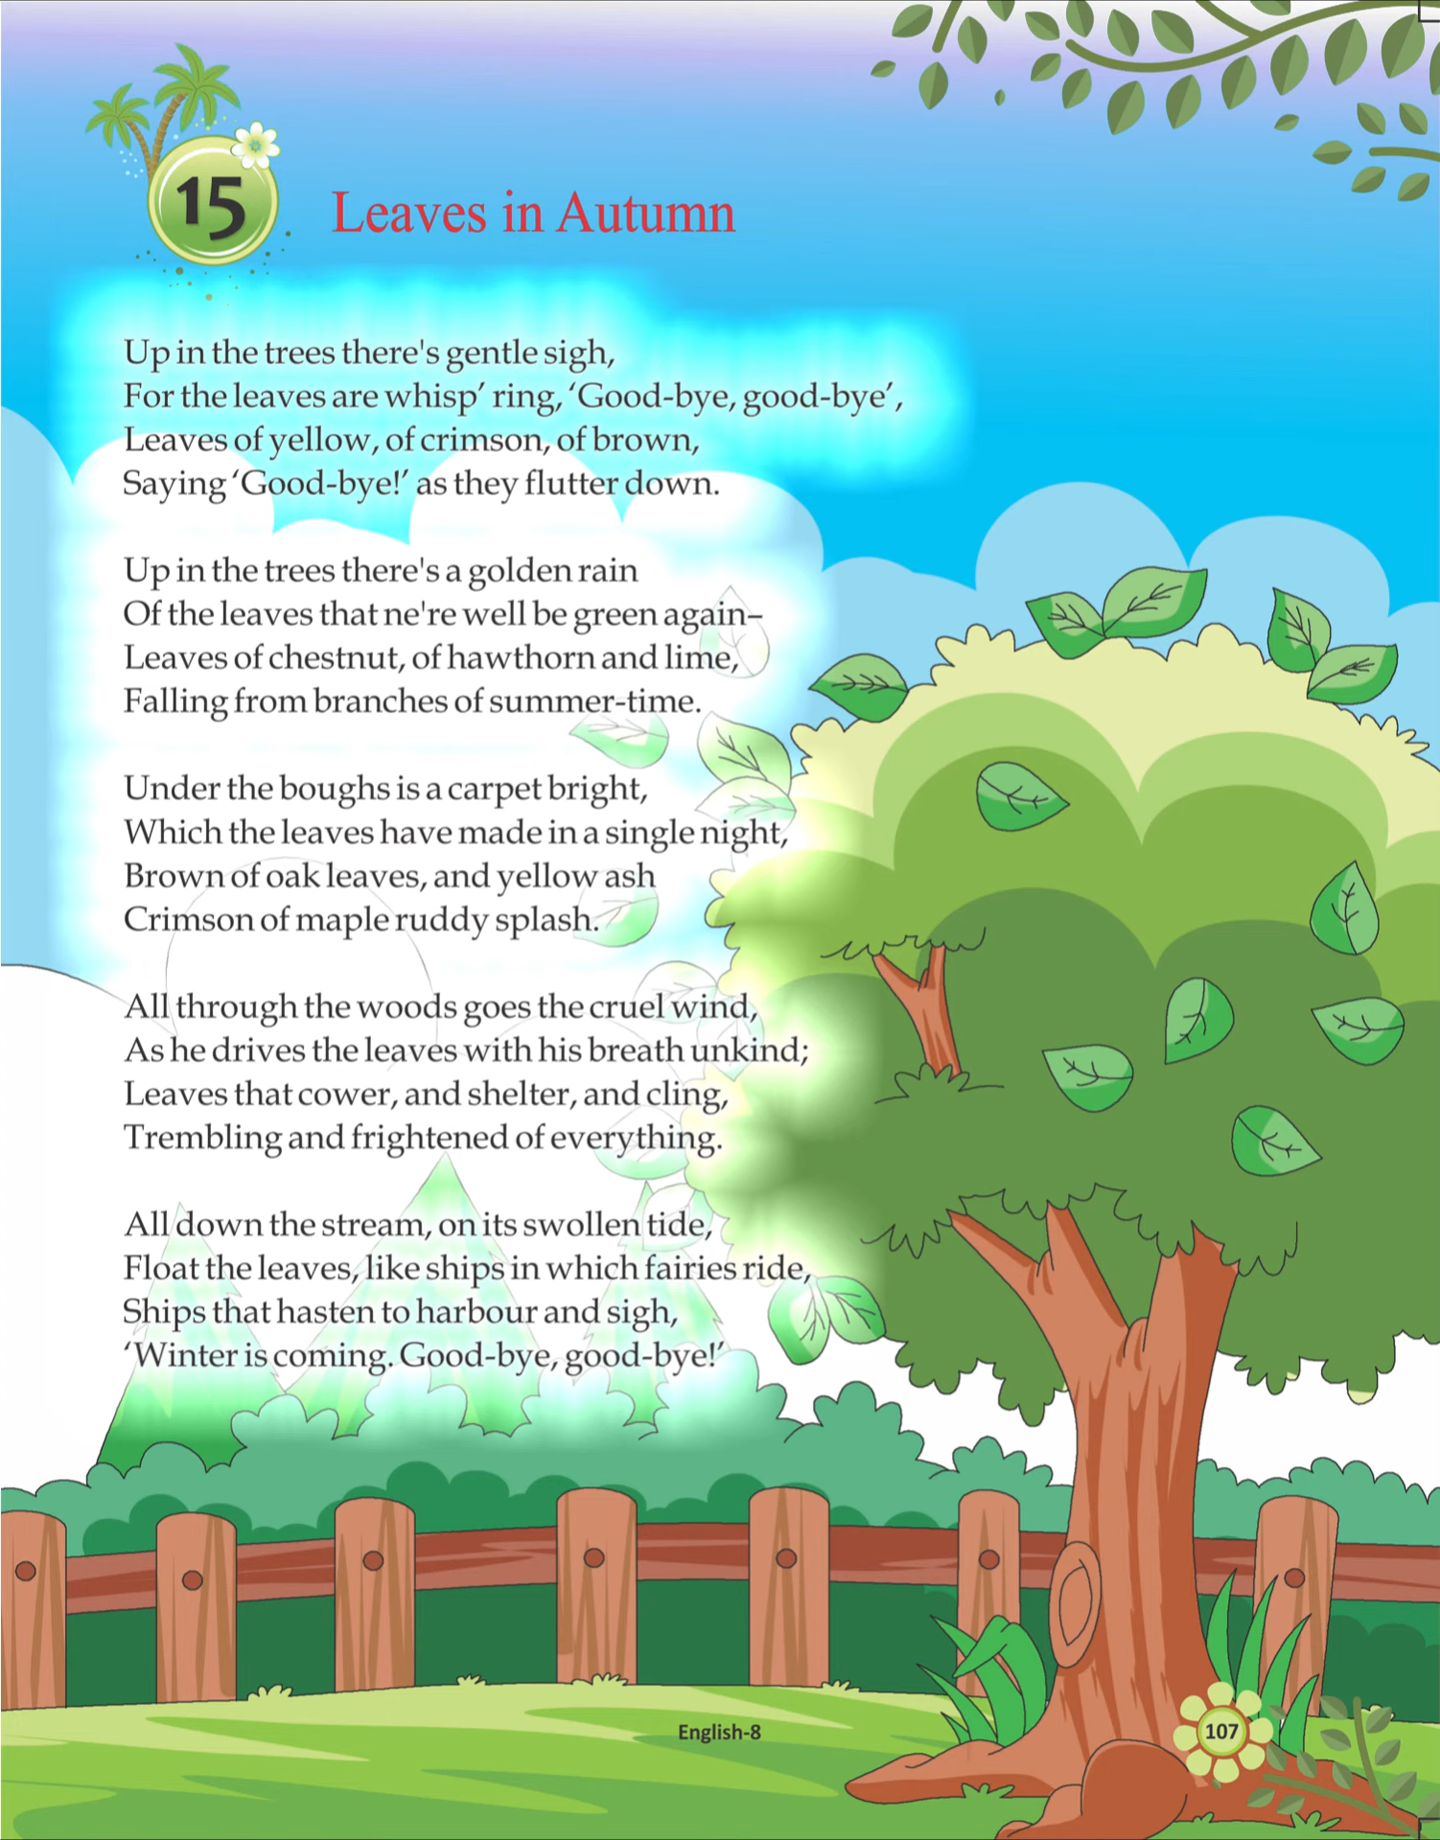 15
Leaves in Autumn
Up in the trees there's gentle sigh,
For the leaves are whisp’ ring, ‘Good-bye, good-bye’,
Leaves of yellow, of crimson, of brown,
Saying ‘Good-bye!’ as they flutter down.
Up in the trees there's a golden rain
Of the leaves that ne're well be green again–
Leaves of chestnut, of hawthorn and lime,
Falling from branches of summer-time.
Under the boughs is a carpet bright,
Which the leaves have made in a single night,
Brown of oak leaves, and yellow ash
Crimson of maple ruddy splash.
All through the woods goes the cruel wind,
As he drives the leaves with his breath unkind;
Leaves that cower, and shelter, and cling,
Trembling and frightened of everything.
All down the stream, on its swollen tide,
Float the leaves, like ships in which fairies ride,
Ships that hasten to harbour and sigh,
‘Winter is coming. Good-bye, good-bye!’
English-8
107